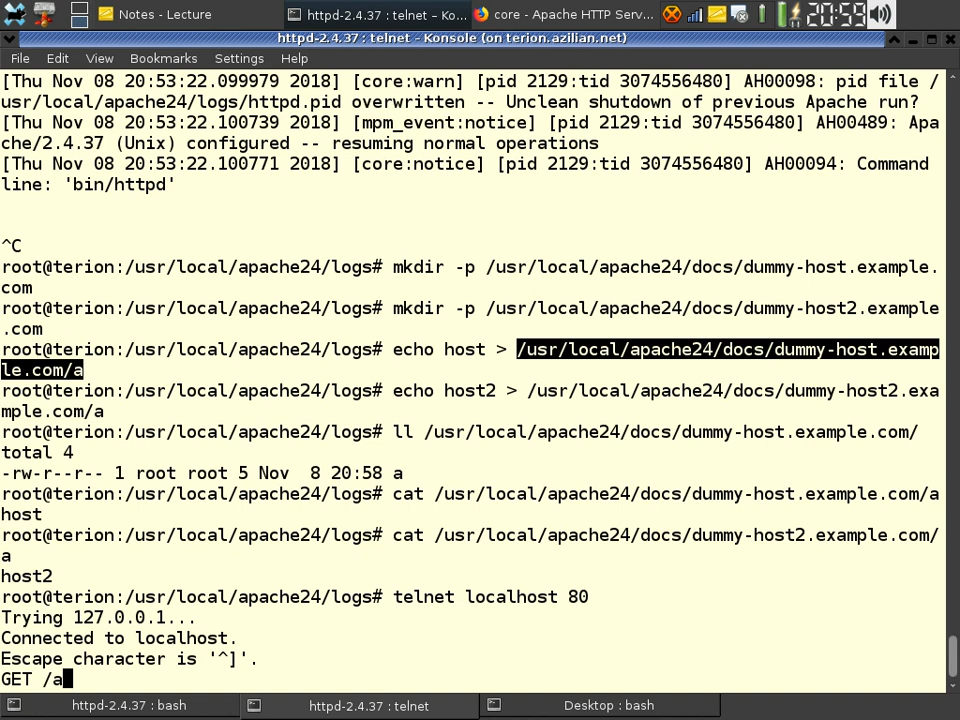 Notes - Lecture
httpd-2.4.37 : telnet – Ko...
core - Apache HTTP Serv...
20:59
httpd-2.4.37 : telnet - Konsole (on terion.azilian.net)
File Edit View Bookmarks Settings Help
[Thu Nov 08 20:53:22.099979 2018] [core:warn] [pid 2129:tid 3074556480] AH00098: pid file /
usr/local/apache24/logs/httpd.pid overwritten -- Unclean shutdown of previous Apache run?
[Thu Nov 08 20:53:22.100739 2018] [mpm_event:notice] [pid 2129:tid 3074556480] AH00489: Apa
che/2.4.37 (Unix) configured -- resuming normal operations
[Thu Nov 08 20:53:22.100771 2018] [core:notice] [pid 2129:tid 3074556480] AH00094: Command
line: 'bin/httpd'
^C
root@terion:/usr/local/apache24/logs# mkdir -p /usr/local/apache24/docs/dummy-host.example.
com
root@terion:/usr/local/apache24/logs# mkdir -p /usr/local/apache24/docs/dummy-host2.example
.com
root@terion:/usr/local/apache24/logs# echo host > /usr/local/apache24/docs/dummy-host.examp
le.com/a
root@terion:/usr/local/apache24/logs# echo host2 > /usr/local/apache24/docs/dummy-host2.exa
mple.com/a
root@terion:/usr/local/apache24/logs# ll /usr/local/apache24/docs/dummy-host.example.com/
total 4
-rw-r--r-- 1 root root 5 Nov  8 20:58 a
root@terion:/usr/local/apache24/logs# cat /usr/local/apache24/docs/dummy-host.example.com/a
host
root@terion:/usr/local/apache24/logs# cat /usr/local/apache24/docs/dummy-host2.example.com/
a
host2
root@terion:/usr/local/apache24/logs# telnet localhost 80
Trying 127.0.0.1...
Connected to localhost.
Escape character is '^]'.
GET /a
httpd-2.4.37 : bash
httpd-2.4.37 : telnet
Desktop : bash